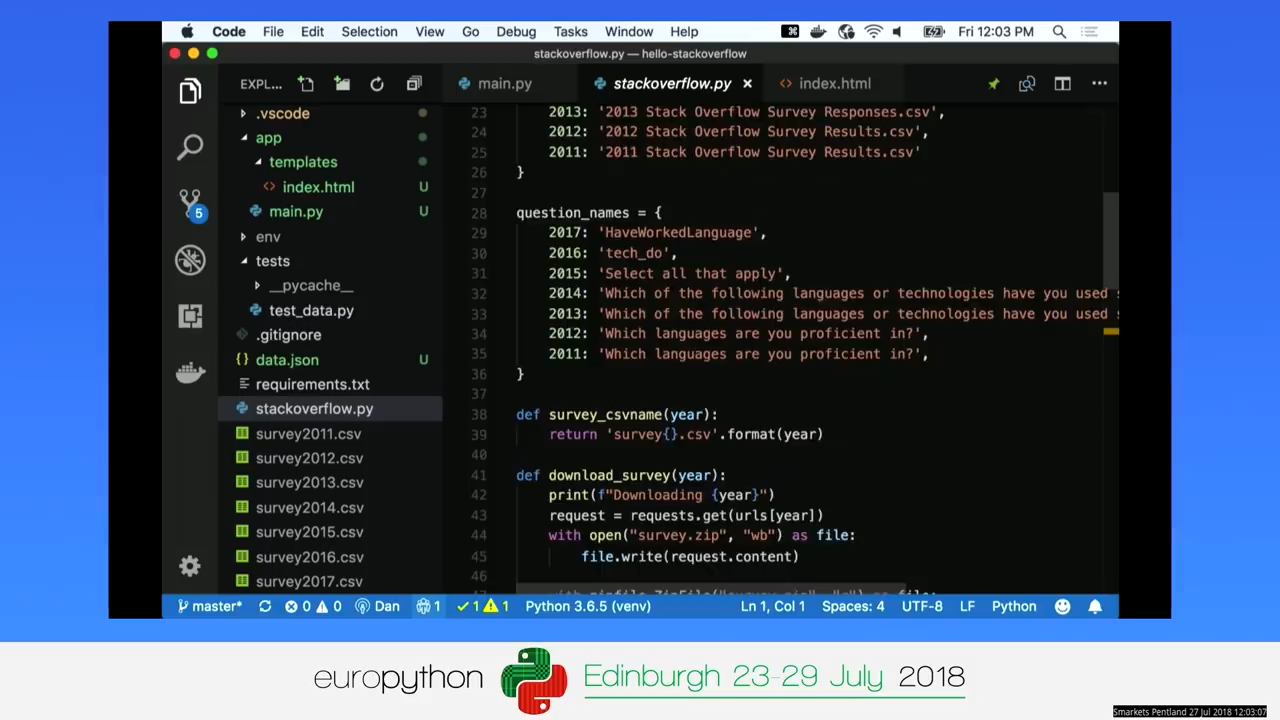 Code File Edit Selection View Go Debug Tasks Window Help Fri 12:03 PM
stackoverflow.py — hello-stackoverflow
EXPL... main.py stackoverflow.py index.html
.vscode
app
templates
index.html U
main.py U
env
tests
__pycache__
test_data.py
.gitignore
data.json U
requirements.txt
stackoverflow.py
survey2011.csv
survey2012.csv
survey2013.csv
survey2014.csv
survey2015.csv
survey2016.csv
survey2017.csv
5
23 2013: '2013 Stack Overflow Survey Responses.csv',
24 2012: '2012 Stack Overflow Survey Results.csv',
25 2011: '2011 Stack Overflow Survey Results.csv'
26 }
27
28 question_names = {
29 2017: 'HaveWorkedLanguage',
30 2016: 'tech_do',
31 2015: 'Select all that apply',
32 2014: 'Which of the following languages or technologies have you used s
33 2013: 'Which of the following languages or technologies have you used s
34 2012: 'Which languages are you proficient in?',
35 2011: 'Which languages are you proficient in?',
36 }
37
38 def survey_csvname(year):
39 return 'survey{}.csv'.format(year)
40
41 def download_survey(year):
42 print(f"Downloading {year}")
43 request = requests.get(urls[year])
44 with open("survey.zip", "wb") as file:
45 file.write(request.content)
46
master* 0 0 Dan 1 1 1 Python 3.6.5 (venv) Ln 1, Col 1 Spaces: 4 UTF-8 LF Python
europython Edinburgh 23-29 July 2018
Smarkets Pentland 27 Jul 2018 12:03:07